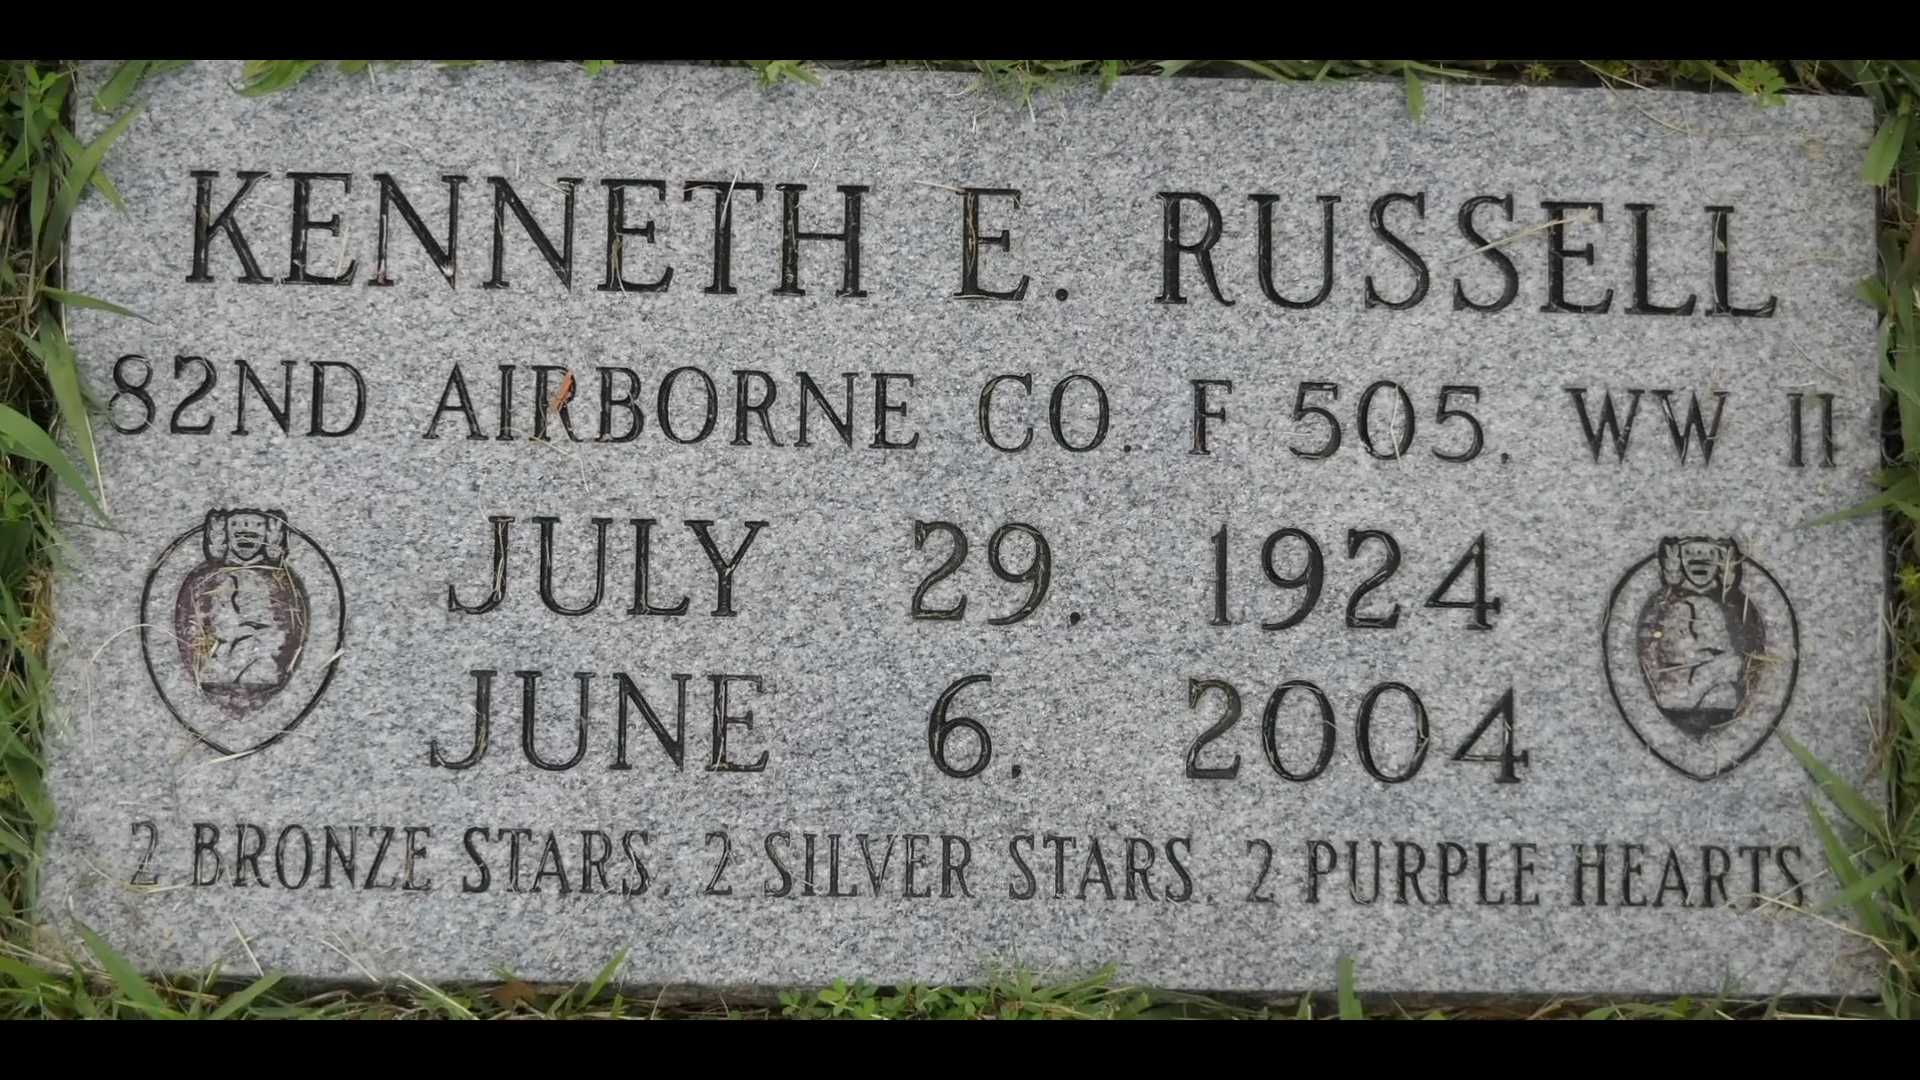 KENNETH E. RUSSELL
82ND AIRBORNE CO. F 505. WW II
JULY 29. 1924
JUNE 6. 2004
2 BRONZE STARS. 2 SILVER STARS. 2 PURPLE HEARTS